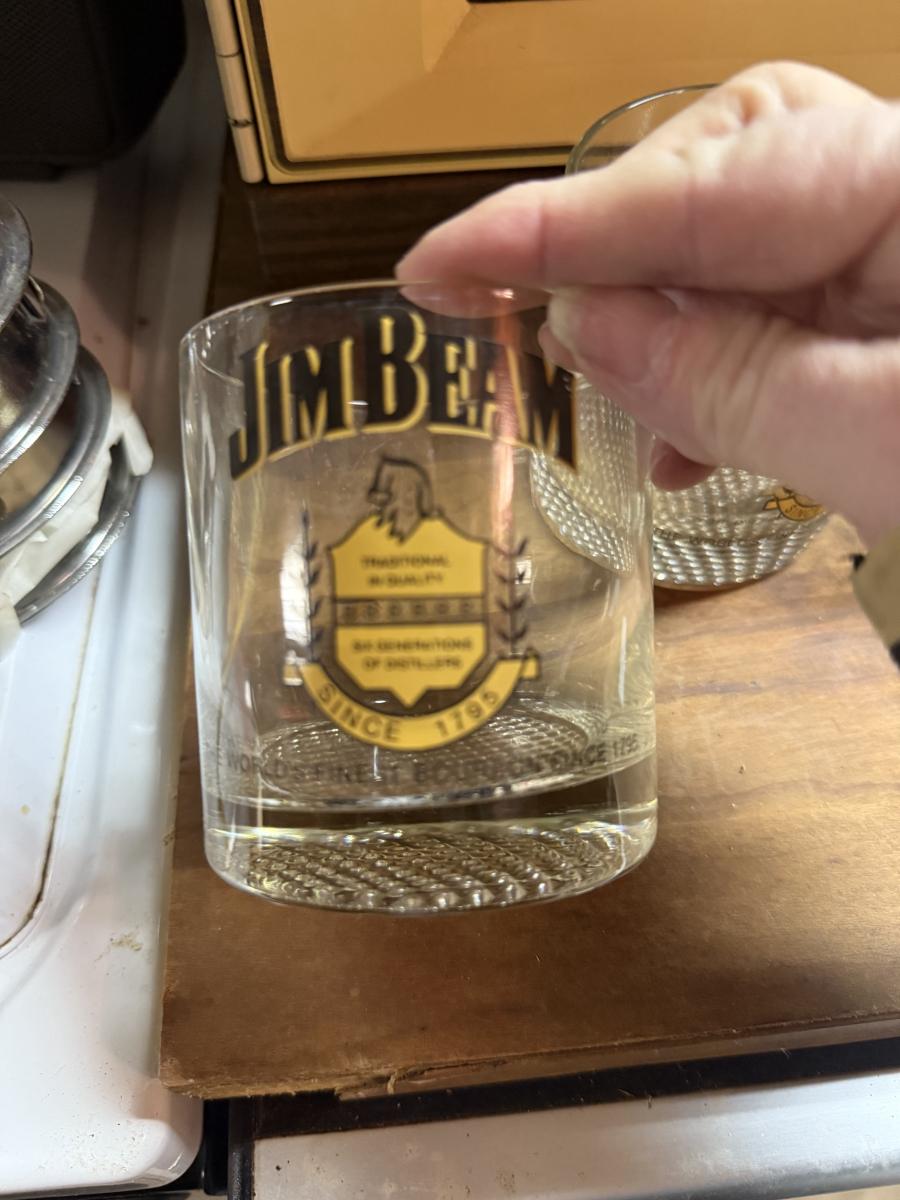 JIM BEAM
TRADITIONAL
IN QUALITY
SIX GENERATIONS
OF DISTILLERS
SINCE 1795
WORLD'S FINEST BOURBON SINCE 1795